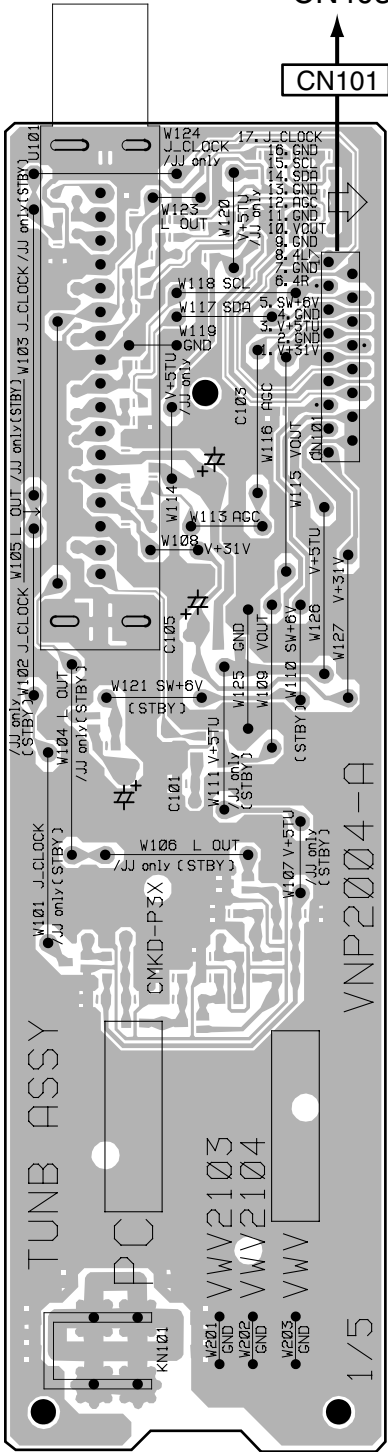 CN101
U101
W124
J_CLOCK
/JJ only
17. J_CLOCK
16. GND
15. SCL
14. SDA
13. GND
12. AGC
11. GND
10. VOUT
9. GND
8. 4L
7. GND
6. 4R
5. SW+6V
4. GND
3. V+5TU
2. GND
1. V+31V
W123
L OUT
W120
V+5TU
/JJ only
W118 SCL
W117 SDA
W119
GND
W103 J_CLOCK /JJ only (STBY)
V+5TU
/JJ only
W114
C103
W116 AGC
W115 VOUT
CN101
W105 L OUT /JJ only (STBY)
W113 AGC
W108
V+31V
W102 J_CLOCK
/JJ only
(STBY)
C105
W104 L OUT
/JJ only (STBY)
W121 SW+6V
(STBY)
W125 GND
W109 VOUT
W110 SW+6V
(STBY)
W126 V+5TU
W127 V+31V
C101
W111 V+5TU
/JJ only
(STBY)
W106 L OUT
/JJ only (STBY)
W107 V+5TU
/JJ only
(STBY)
W101 J_CLOCK
/JJ only (STBY)
CMKD-P3X
VNP2004-A
TUNB ASSY
PC
VWV2103
VWV2104
VWV
KN101
W201
GND
W202
GND
W203
GND
1/5